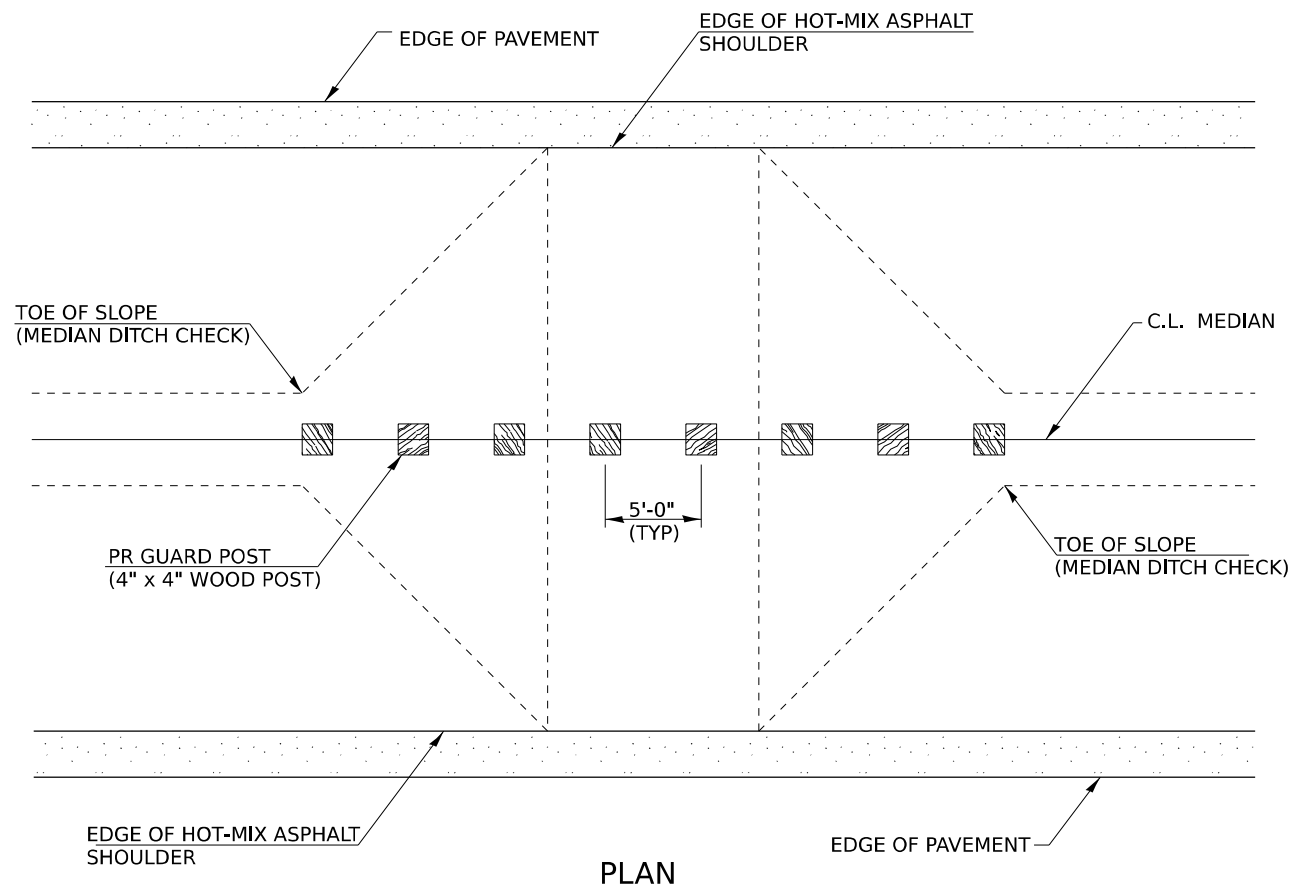 EDGE OF PAVEMENT
EDGE OF HOT-MIX ASPHALT
SHOULDER
TOE OF SLOPE
(MEDIAN DITCH CHECK)
C.L. MEDIAN
5'-0"
(TYP)
PR GUARD POST
(4" x 4" WOOD POST)
TOE OF SLOPE
(MEDIAN DITCH CHECK)
EDGE OF HOT-MIX ASPHALT
SHOULDER
EDGE OF PAVEMENT
PLAN